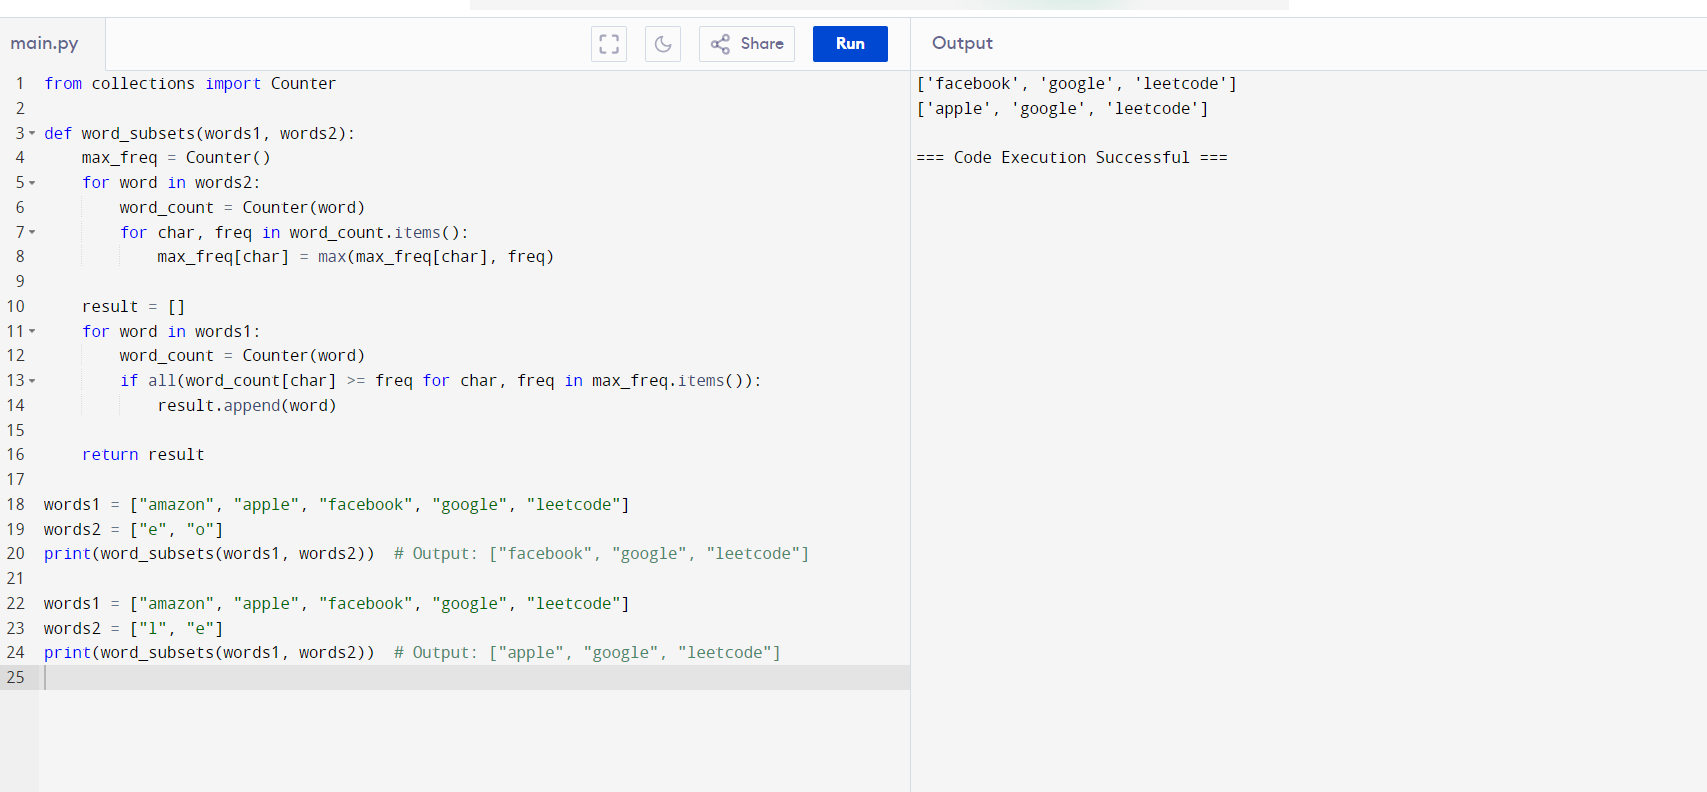 main.py
Share
Run
Output
1 from collections import Counter
2
3 def word_subsets(words1, words2):
4     max_freq = Counter()
5     for word in words2:
6         word_count = Counter(word)
7         for char, freq in word_count.items():
8             max_freq[char] = max(max_freq[char], freq)
9
10     result = []
11     for word in words1:
12         word_count = Counter(word)
13         if all(word_count[char] >= freq for char, freq in max_freq.items()):
14             result.append(word)
15
16     return result
17
18 words1 = ["amazon", "apple", "facebook", "google", "leetcode"]
19 words2 = ["e", "o"]
20 print(word_subsets(words1, words2))  # Output: ["facebook", "google", "leetcode"]
21
22 words1 = ["amazon", "apple", "facebook", "google", "leetcode"]
23 words2 = ["l", "e"]
24 print(word_subsets(words1, words2))  # Output: ["apple", "google", "leetcode"]
25
['facebook', 'google', 'leetcode']
['apple', 'google', 'leetcode']
=== Code Execution Successful ===